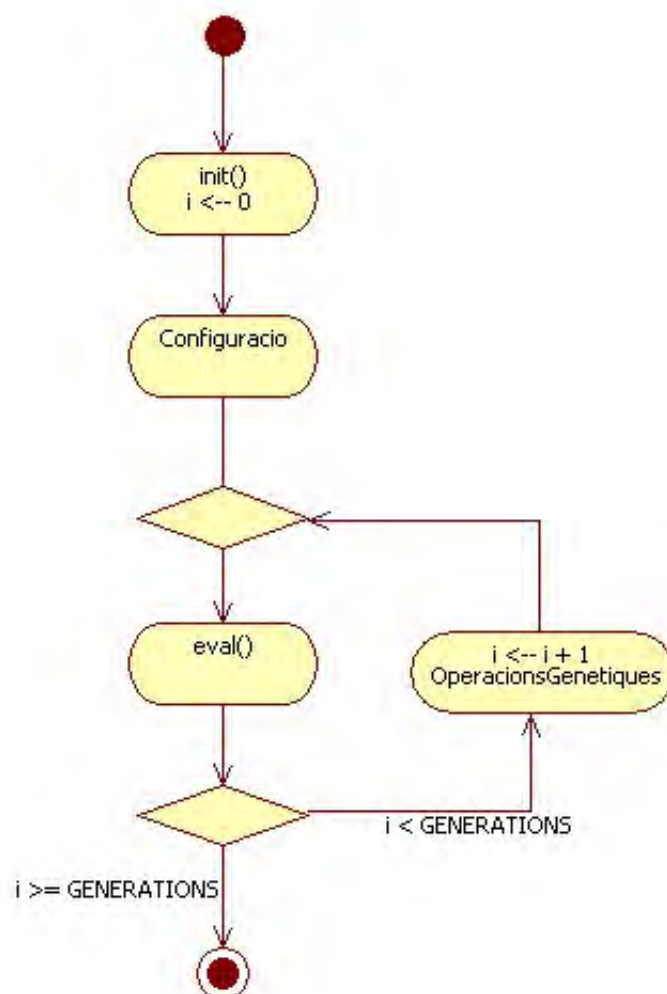 init()
i <-- 0
Configuracio
eval()
i <-- i + 1
OperacionsGenetiques
i < GENERATIONS
i >= GENERATIONS